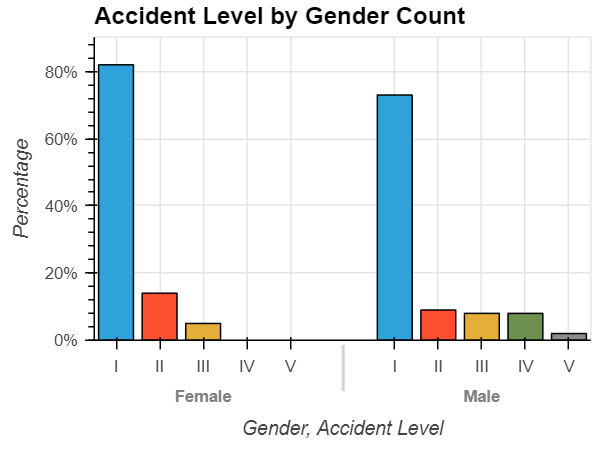 Accident Level by Gender Count
Percentage
80%
60%
40%
20%
0%
I II III IV V I II III IV V
Female Male
Gender, Accident Level